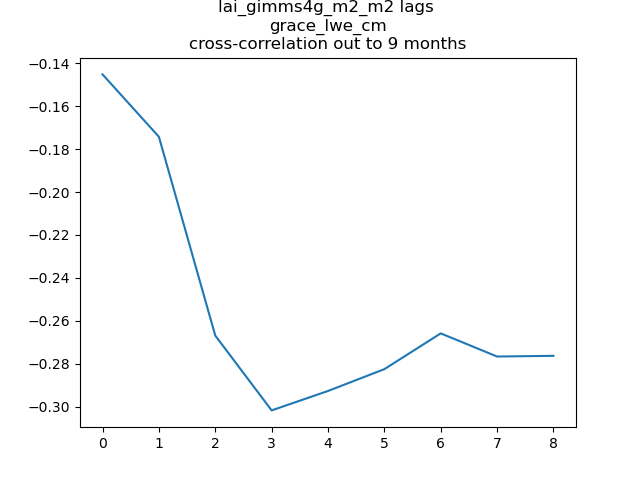 lai_gimms4g_m2_m2 lags
grace_lwe_cm
cross-correlation out to 9 months
−0.14
−0.16
−0.18
−0.20
−0.22
−0.24
−0.26
−0.28
−0.30
0 1 2 3 4 5 6 7 8